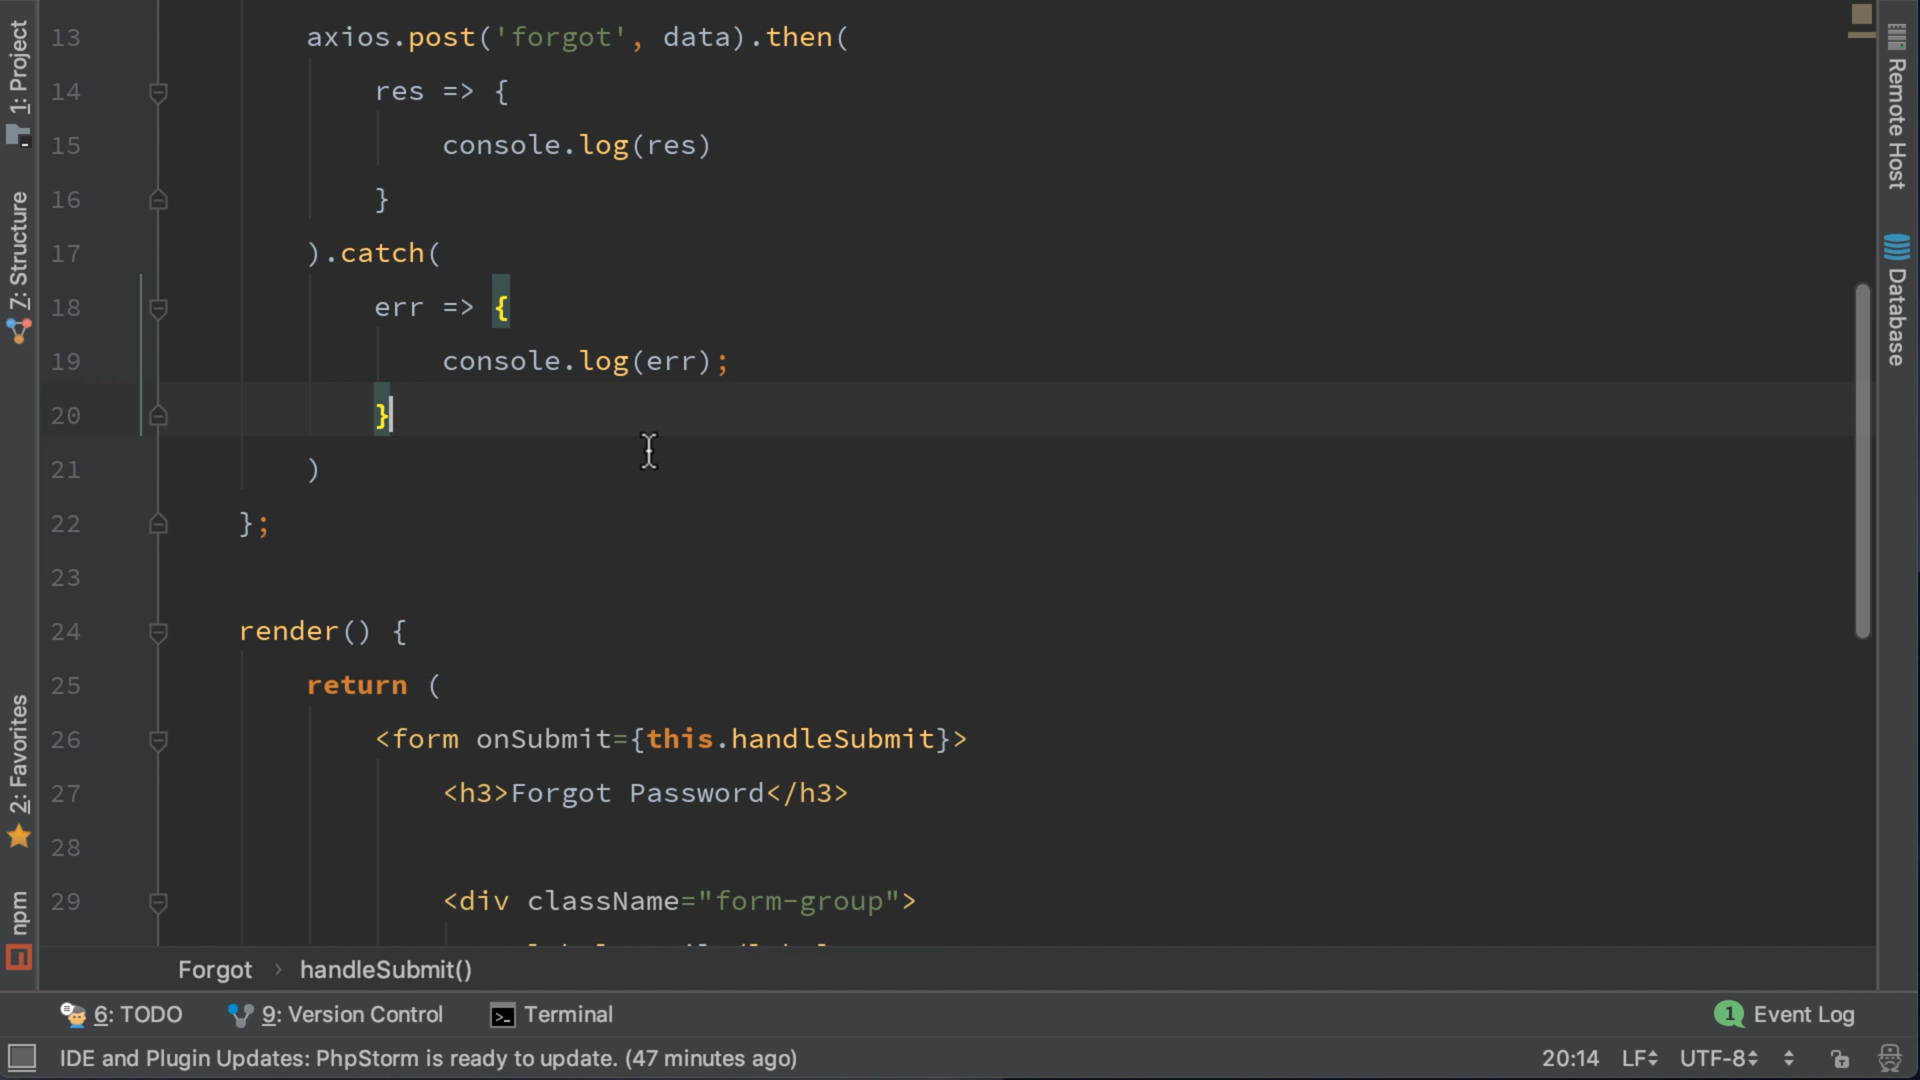 13 axios.post('forgot', data).then(
14 res => {
15 console.log(res)
16 }
17 ).catch(
18 err => {
19 console.log(err);
20 }
21 )
22 };
23
24 render() {
25 return (
26 <form onSubmit={this.handleSubmit}>
27 <h3>Forgot Password</h3>
28
29 <div className="form-group">
1: Project
7: Structure
2: Favorites
npm
Remote Host
Database
Forgot › handleSubmit()
6: TODO 9: Version Control Terminal 1 Event Log
IDE and Plugin Updates: PhpStorm is ready to update. (47 minutes ago) 20:14 LF UTF-8